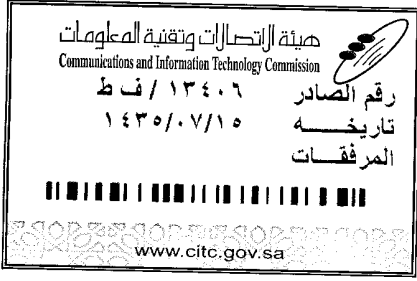 هيئة الاتصالات وتقنية المعلومات
Communications and Information Technology Commission
رقم الصادر ١٣٤٠٦ / ف ط
تاريخه ١٤٣٥/٠٧/١٥
المرفقات
www.citc.gov.sa